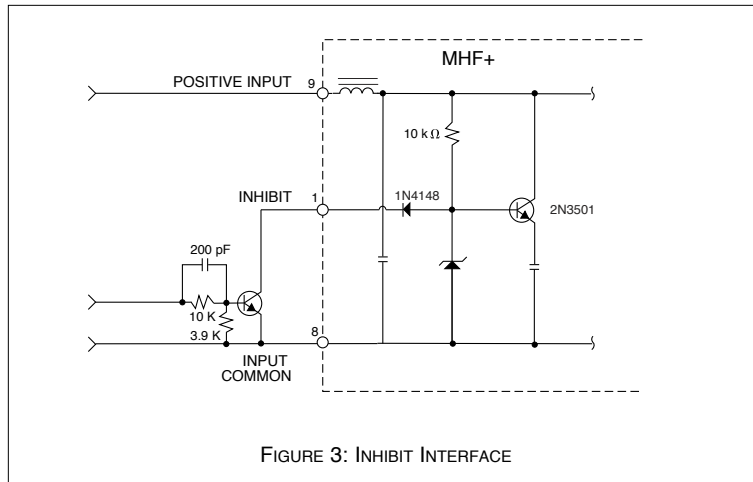 MHF+
POSITIVE INPUT
9
10 kΩ
1N4148
INHIBIT
1
2N3501
200 pF
10 K
3.9 K
8
INPUT
COMMON
FIGURE 3: INHIBIT INTERFACE